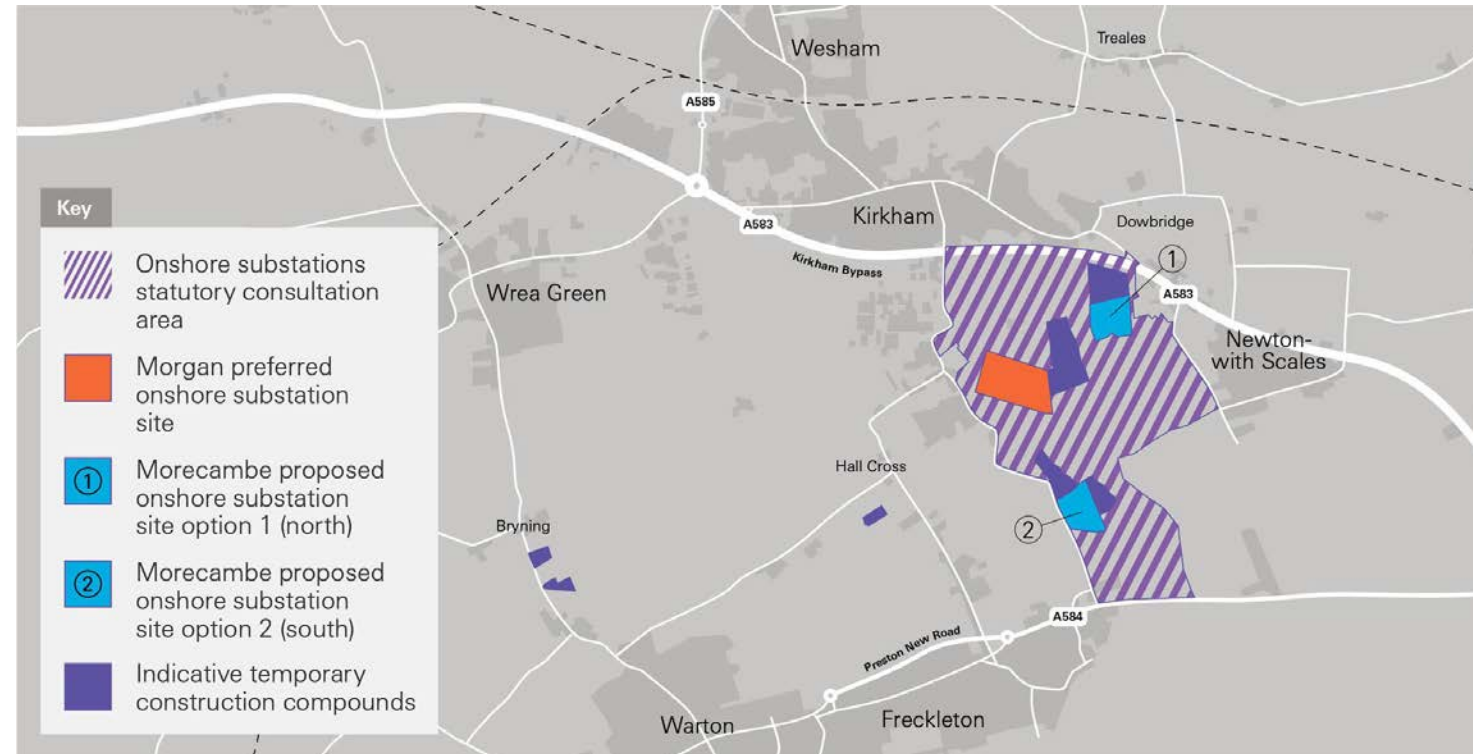 Wesham
Treales
A585
Key
Onshore substations
statutory consultation
area
Morgan preferred
onshore substation
site
1
Morecambe proposed
onshore substation
site option 1 (north)
2
Morecambe proposed
onshore substation
site option 2 (south)
Indicative temporary
construction compounds
Kirkham
Dowbridge
A583
Kirkham Bypass
1
Wrea Green
A583
Newton-
with Scales
Hall Cross
Bryning
2
A584
Preston New Road
Warton
Freckleton